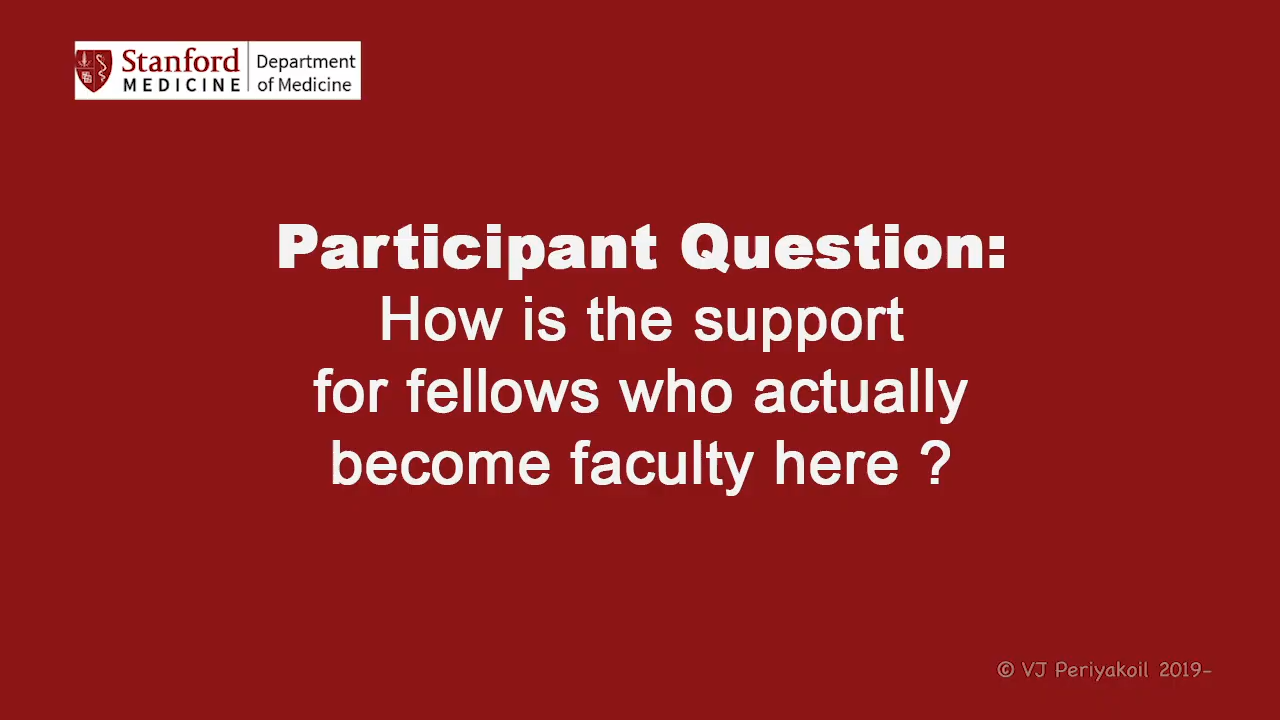 Stanford
MEDICINE
Department
of Medicine
Participant Question:
How is the support
for fellows who actually
become faculty here ?
© VJ Periyakoil 2019-